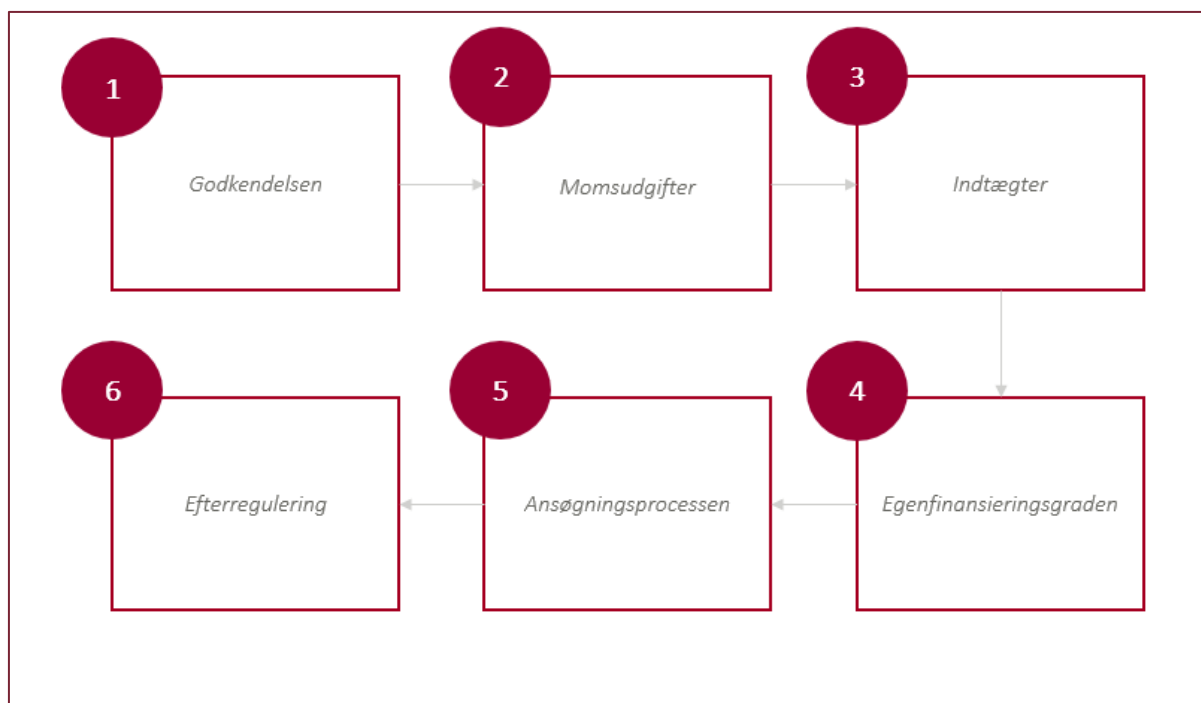 1
Godkendelsen
2
Momsudgifter
3
Indtægter
4
Egenfinansieringsgraden
5
Ansøgningsprocessen
6
Efterregulering